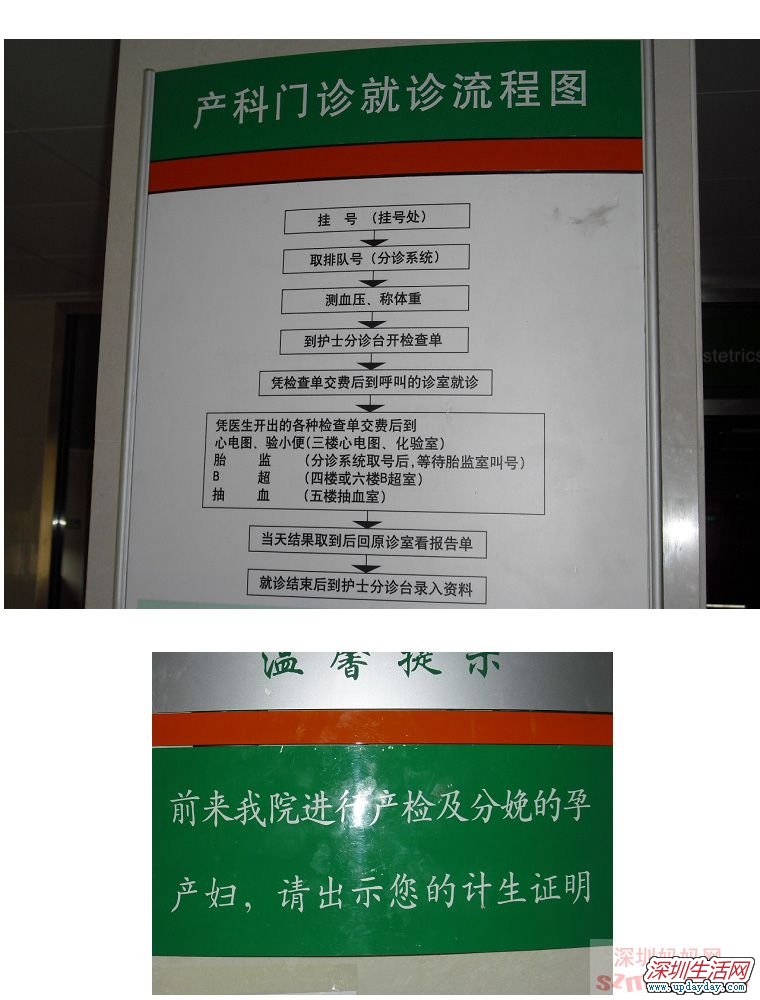 产科门诊就诊流程图
挂 号 （挂号处）
取排队号（分诊系统）
测血压、称体重
到护士分诊台开检查单
凭检查单交费后到呼叫的诊室就诊
凭医生开出的各种检查单交费后到
心电图、验小便（三楼心电图、化验室）
胎 监 （分诊系统取号后，等待胎监室叫号）
B 超 （四楼或六楼B超室）
抽 血 （五楼抽血室）
当天结果取到后回原诊室看报告单
就诊结束后到护士分诊台录入资料
stetrics
温馨提示
前来我院进行产检及分娩的孕
产妇，请出示您的计生证明
深圳妈妈网
深圳生活网
www.updayday.com